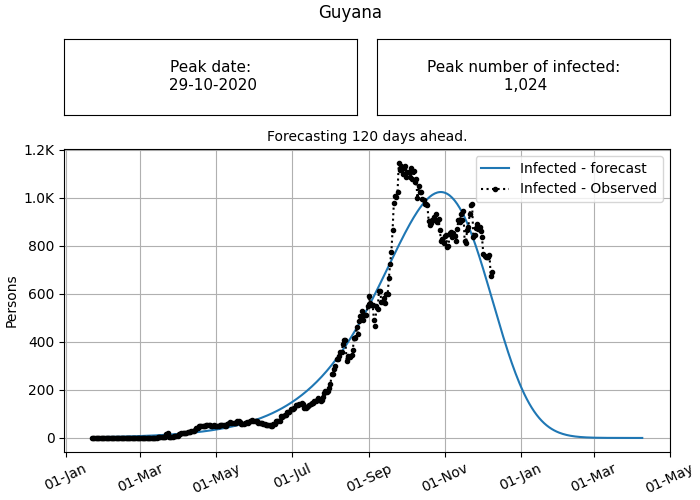 Guyana
Peak date:
29-10-2020
Peak number of infected:
1,024
Forecasting 120 days ahead.
Infected - forecast
Infected - Observed
Persons
1.2K
1.0K
800
600
400
200
0
01-Jan
01-Mar
01-May
01-Jul
01-Sep
01-Nov
01-Jan
01-Mar
01-May